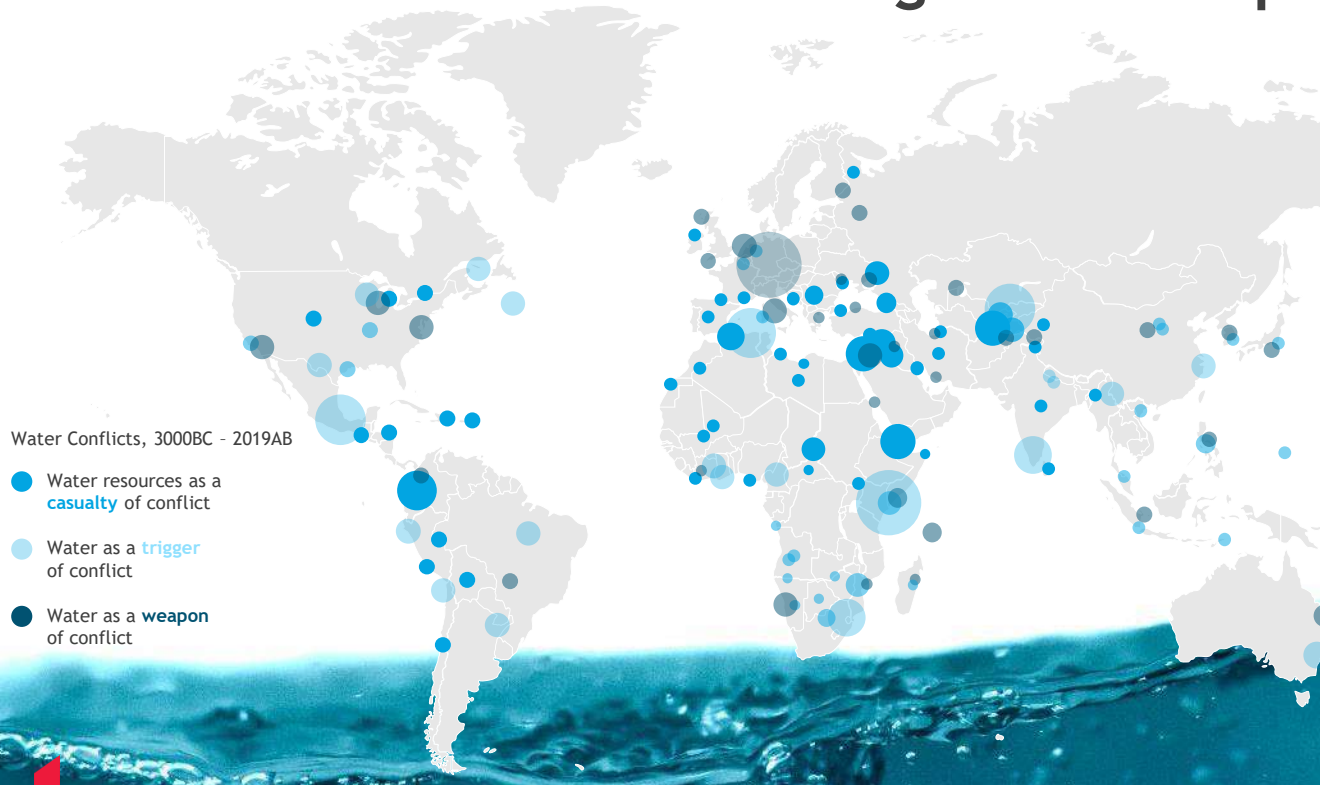 Water Conflicts, 3000BC – 2019AB
Water resources as a
casualty of conflict
Water as a trigger
of conflict
Water as a weapon
of conflict